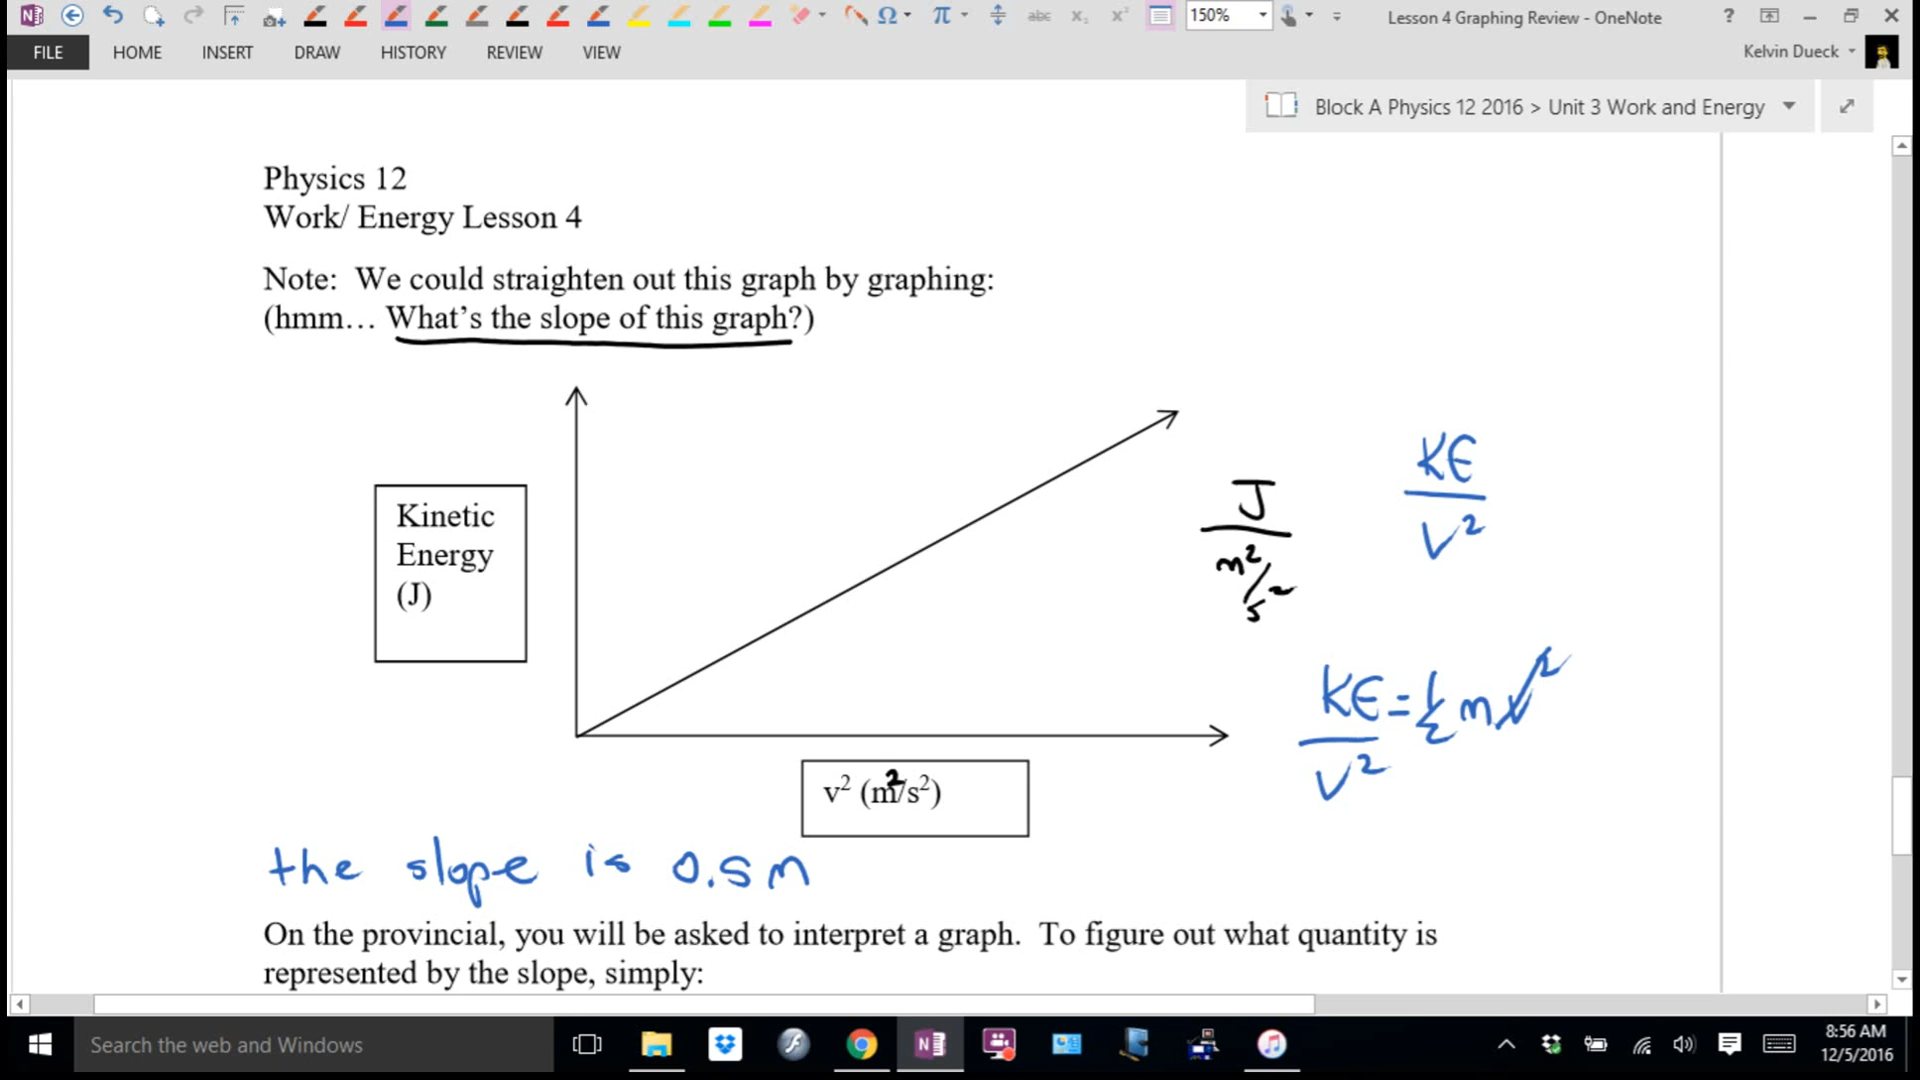 150%
Lesson 4 Graphing Review - OneNote
FILE HOME INSERT DRAW HISTORY REVIEW VIEW
Kelvin Dueck
Block A Physics 12 2016 > Unit 3 Work and Energy
Physics 12
Work/ Energy Lesson 4
Note: We could straighten out this graph by graphing:
(hmm… What's the slope of this graph?)
Kinetic
Energy
(J)
J
m²/s²
KE
v²
KE = ½ m v²
v²
v² (m²/s²)
the slope is 0.5m
On the provincial, you will be asked to interpret a graph. To figure out what quantity is
represented by the slope, simply:
Search the web and Windows
8:56 AM
12/5/2016